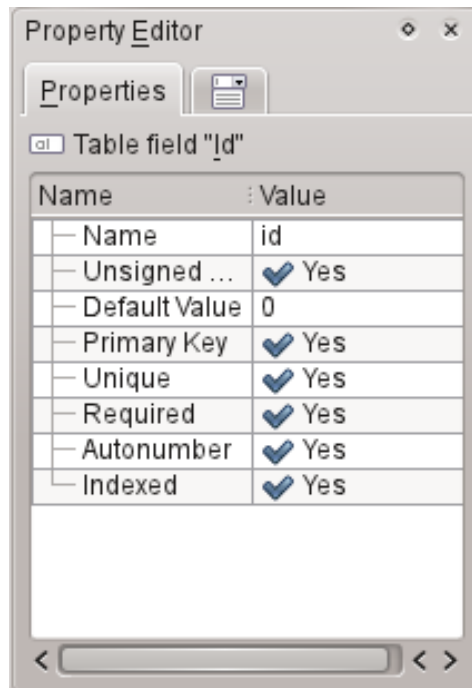 Property Editor
Properties
Table field "Id"
Name Value
Name id
Unsigned ... Yes
Default Value 0
Primary Key Yes
Unique Yes
Required Yes
Autonumber Yes
Indexed Yes